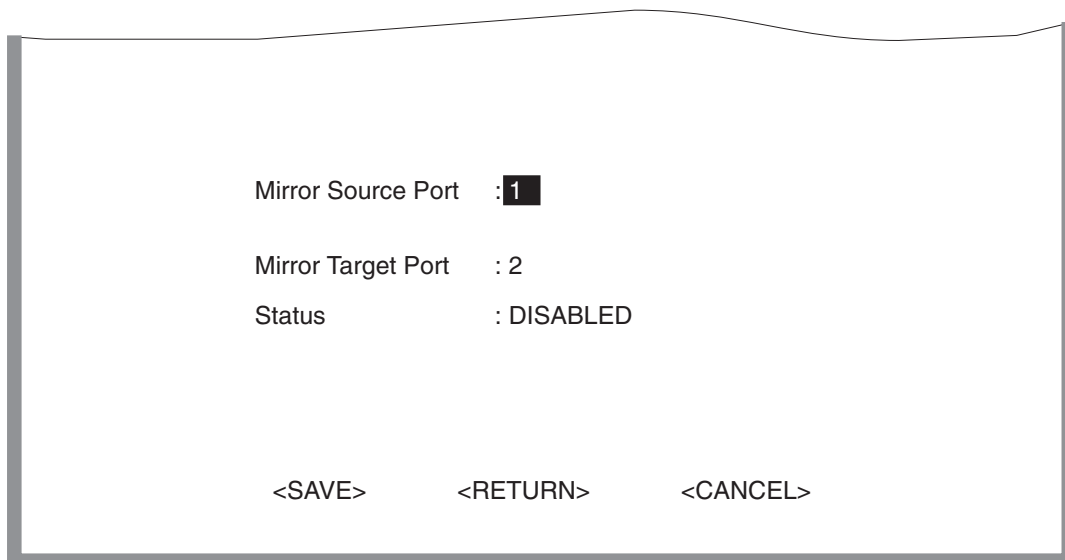 Mirror Source Port : 1
Mirror Target Port : 2
Status : DISABLED
<SAVE> <RETURN> <CANCEL>